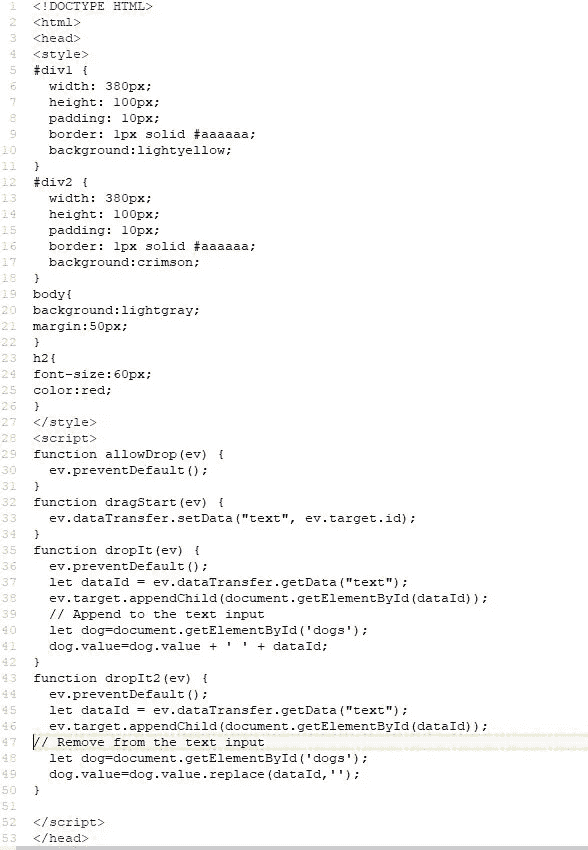 1 <!DOCTYPE HTML>
2 <html>
3 <head>
4 <style>
5 #div1 {
6   width: 380px;
7   height: 100px;
8   padding: 10px;
9   border: 1px solid #aaaaaa;
10   background:lightyellow;
11 }
12 #div2 {
13   width: 380px;
14   height: 100px;
15   padding: 10px;
16   border: 1px solid #aaaaaa;
17   background:crimson;
18 }
19 body{
20 background:lightgray;
21 margin:50px;
22 }
23 h2{
24 font-size:60px;
25 color:red;
26 }
27 </style>
28 <script>
29 function allowDrop(ev) {
30   ev.preventDefault();
31 }
32 function dragStart(ev) {
33   ev.dataTransfer.setData("text", ev.target.id);
34 }
35 function dropIt(ev) {
36   ev.preventDefault();
37   let dataId = ev.dataTransfer.getData("text");
38   ev.target.appendChild(document.getElementById(dataId));
39   // Append to the text input
40   let dog=document.getElementById('dogs');
41   dog.value=dog.value + ' ' + dataId;
42 }
43 function dropIt2(ev) {
44   ev.preventDefault();
45   let dataId = ev.dataTransfer.getData("text");
46   ev.target.appendChild(document.getElementById(dataId));
47 // Remove from the text input
48   let dog=document.getElementById('dogs');
49   dog.value=dog.value.replace(dataId,'');
50 }
51
52 </script>
53 </head>